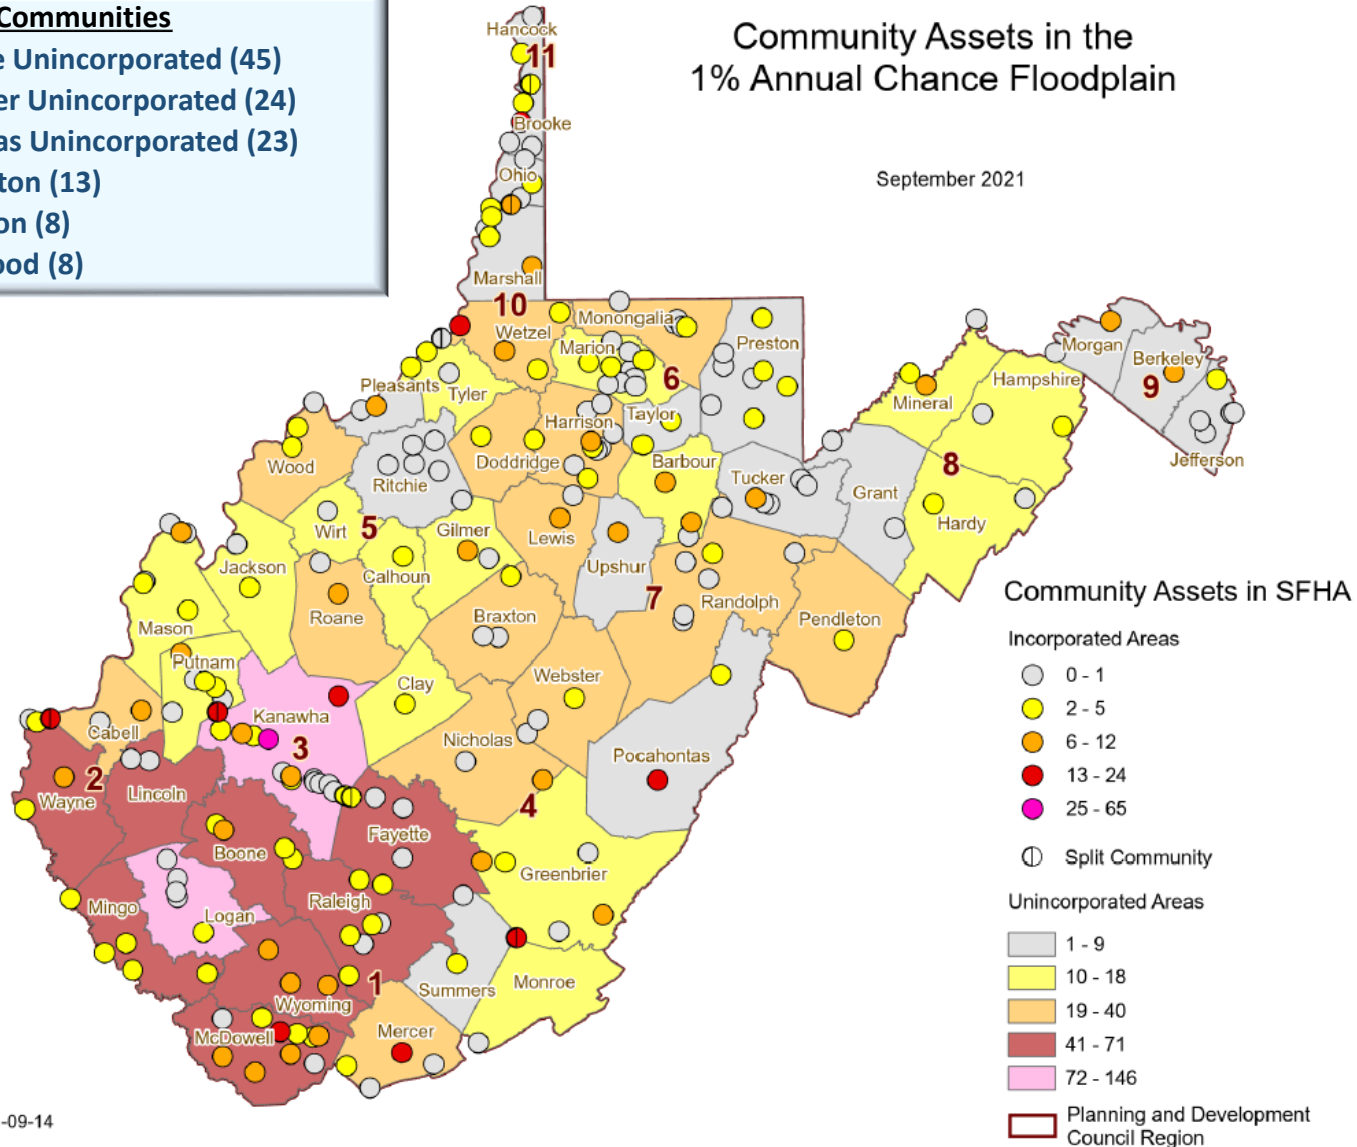 Communities
Unincorporated (45)
Unincorporated (24)
Unincorporated (23)
(13)
(8)
(8)
Community Assets in the
1% Annual Chance Floodplain
September 2021
Hancock
11
Brooke
Ohio
Marshall
10
Wetzel
Monongalia
Marion
Preston
6
Pleasants
Tyler
Harrison
Taylor
Wood
Doddridge
Barbour
Ritchie
Tucker
Grant
Mineral
Hampshire
8
Hardy
Morgan
Berkeley
9
Jefferson
Wirt
5
Gilmer
Lewis
Upshur
Jackson
Calhoun
7
Randolph
Roane
Braxton
Pendleton
Mason
Putnam
Clay
Webster
Cabell
Kanawha
3
Nicholas
Pocahontas
2
Wayne
Lincoln
4
Fayette
Boone
Greenbrier
Mingo
Logan
Raleigh
1
Summers
Monroe
Wyoming
McDowell
Mercer
Community Assets in SFHA
Incorporated Areas
0 - 1
2 - 5
6 - 12
13 - 24
25 - 65
Split Community
Unincorporated Areas
1 - 9
10 - 18
19 - 40
41 - 71
72 - 146
Planning and Development
Council Region
-09-14